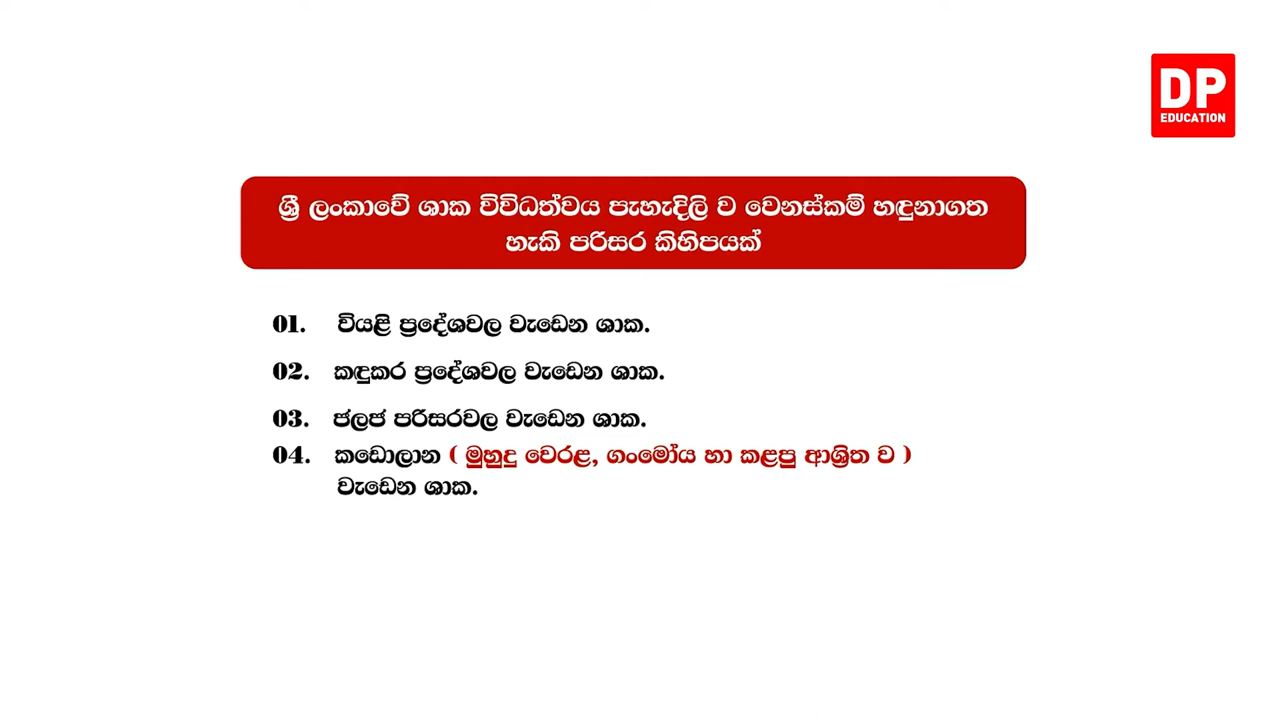 DP
EDUCATION
ශ්‍රී ලංකාවේ ශාක විවිධත්වය පැහැදිලි ව වෙනස්කම් හඳුනාගත
හැකි පරිසර කිහිපයක්
01. වියළි ප්‍රදේශවල වැඩෙන ශාක.
02. කඳුකර ප්‍රදේශවල වැඩෙන ශාක.
03. ජලජ පරිසරවල වැඩෙන ශාක.
04. කඩොලාන ( මුහුදු වෙරළ, ගංමෝය හා කළපු ආශ්‍රිත ව )
වැඩෙන ශාක.